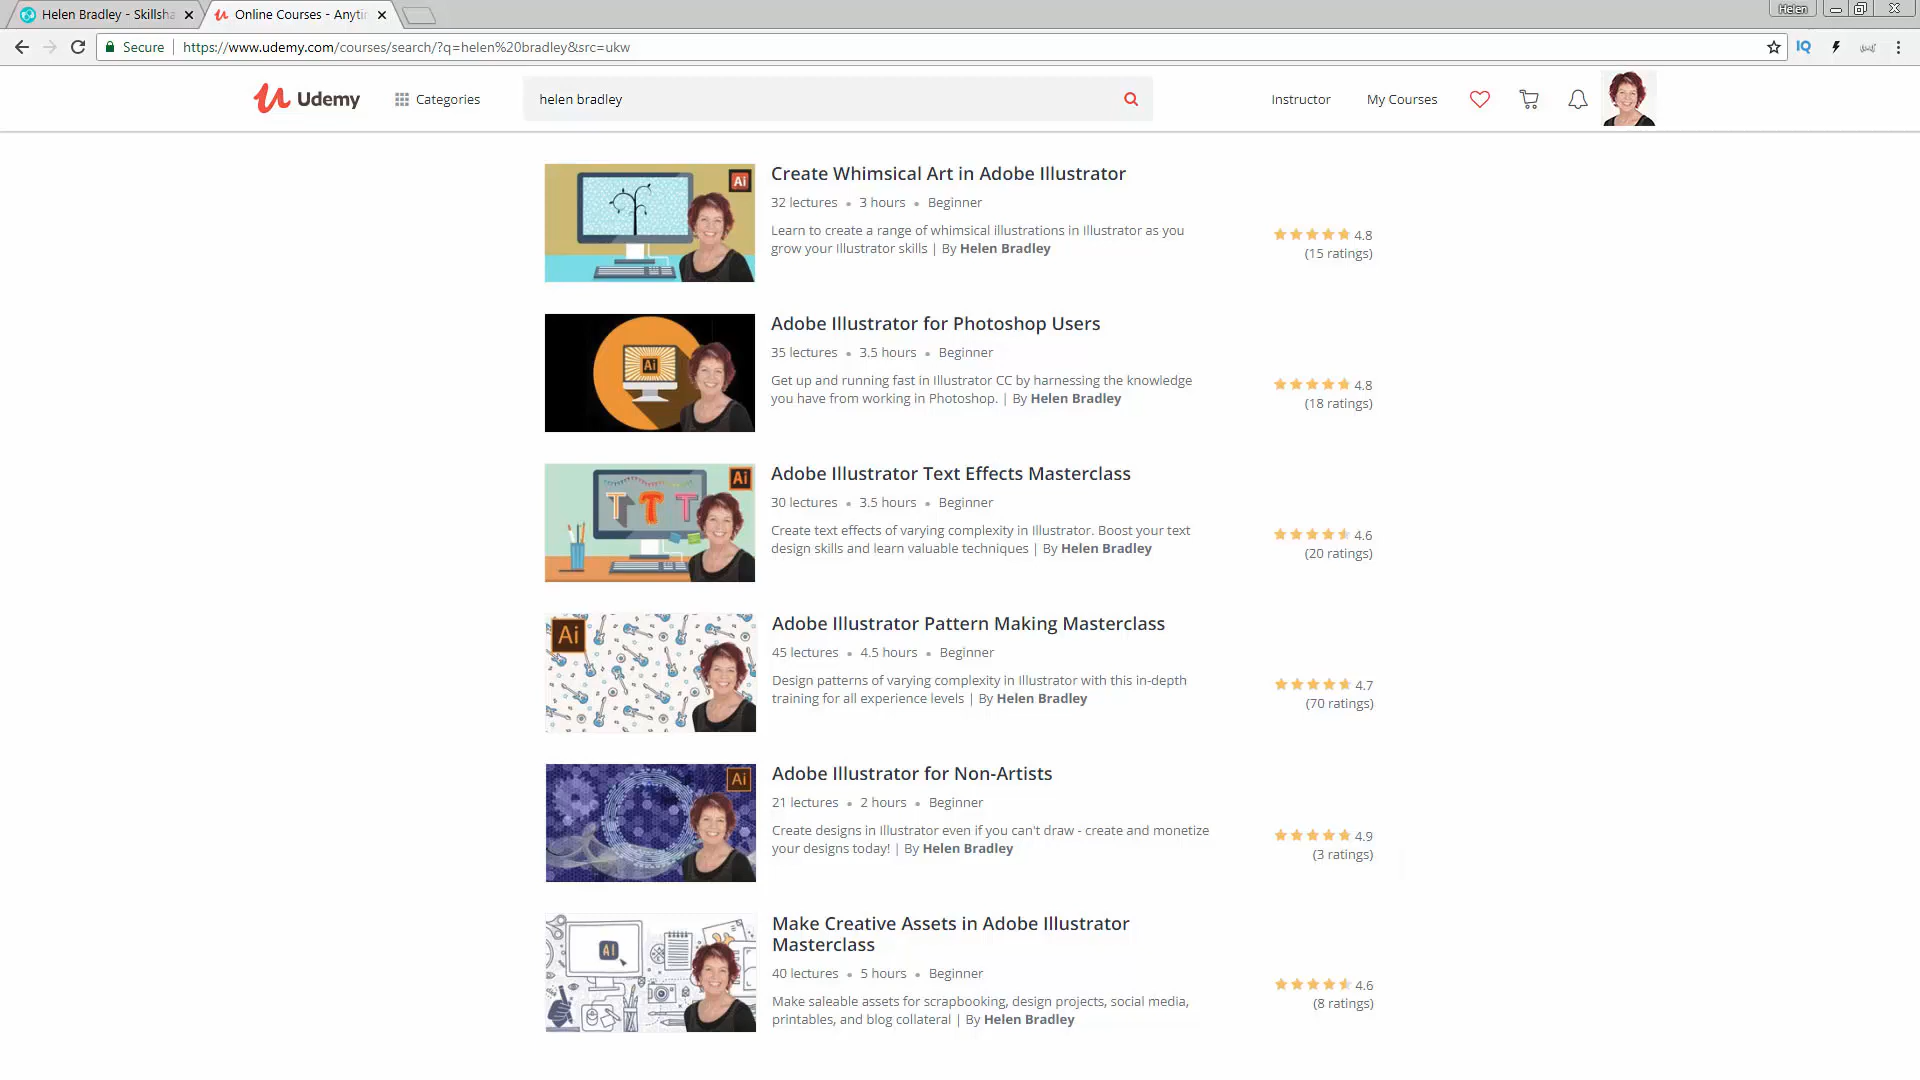 Helen Bradley - Skillsha
Online Courses - Anyti
Helen
Secure
https://www.udemy.com/courses/search/?q=helen%20bradley&src=ukw
IQ
Udemy
Categories
helen bradley
Instructor
My Courses
Ai
Create Whimsical Art in Adobe Illustrator
32 lectures • 3 hours • Beginner
Learn to create a range of whimsical illustrations in Illustrator as you
grow your Illustrator skills | By Helen Bradley
4.8
(15 ratings)
Ai
Adobe Illustrator for Photoshop Users
35 lectures • 3.5 hours • Beginner
Get up and running fast in Illustrator CC by harnessing the knowledge
you have from working in Photoshop. | By Helen Bradley
4.8
(18 ratings)
Ai
T T T
Adobe Illustrator Text Effects Masterclass
30 lectures • 3.5 hours • Beginner
Create text effects of varying complexity in Illustrator. Boost your text
design skills and learn valuable techniques | By Helen Bradley
4.6
(20 ratings)
Ai
Adobe Illustrator Pattern Making Masterclass
45 lectures • 4.5 hours • Beginner
Design patterns of varying complexity in Illustrator with this in-depth
training for all experience levels | By Helen Bradley
4.7
(70 ratings)
Ai
Adobe Illustrator for Non-Artists
21 lectures • 2 hours • Beginner
Create designs in Illustrator even if you can't draw - create and monetize
your designs today! | By Helen Bradley
4.9
(3 ratings)
AI
Make Creative Assets in Adobe Illustrator
Masterclass
40 lectures • 5 hours • Beginner
Make saleable assets for scrapbooking, design projects, social media,
printables, and blog collateral | By Helen Bradley
4.6
(8 ratings)